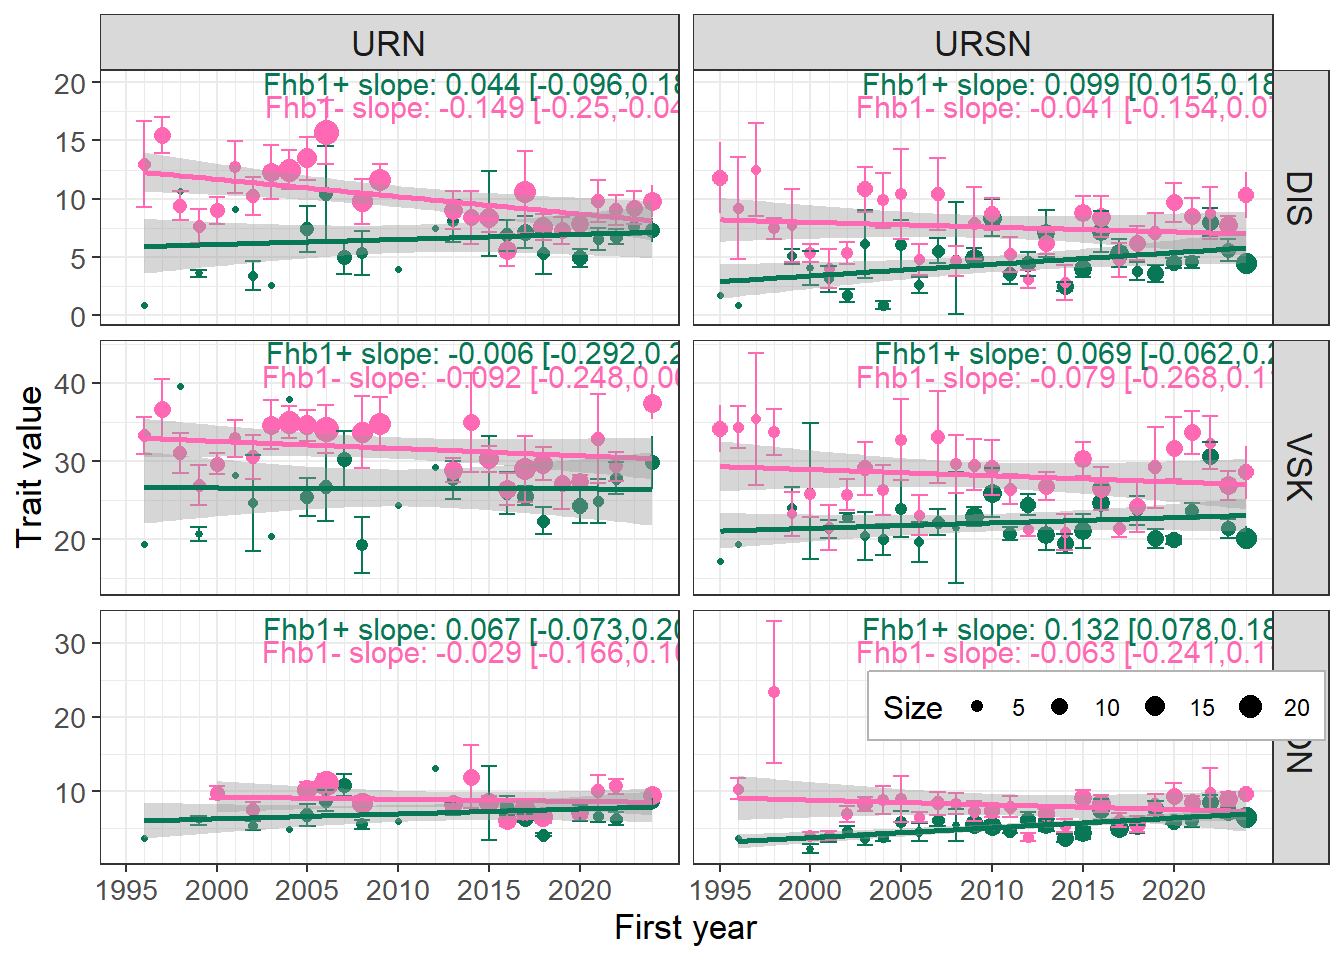 URN URSN
Fhb1+ slope: 0.044 [-0.096,0.18
Fhb1- slope: -0.149 [-0.25,-0.04
Fhb1+ slope: 0.099 [0.015,0.18
Fhb1- slope: -0.041 [-0.154,0.07
DIS
20
15
10
5
0
Fhb1+ slope: -0.006 [-0.292,0.2
Fhb1- slope: -0.092 [-0.248,0.06
Fhb1+ slope: 0.069 [-0.062,0.2
Fhb1- slope: -0.079 [-0.268,0.1
VSK
40
30
20
Trait value
Fhb1+ slope: 0.067 [-0.073,0.20
Fhb1- slope: -0.029 [-0.166,0.10
Fhb1+ slope: 0.132 [0.078,0.18
Fhb1- slope: -0.063 [-0.241,0.1
30
20
10
Size 5 10 15 20
1995 2000 2005 2010 2015 2020 1995 2000 2005 2010 2015 2020
First year